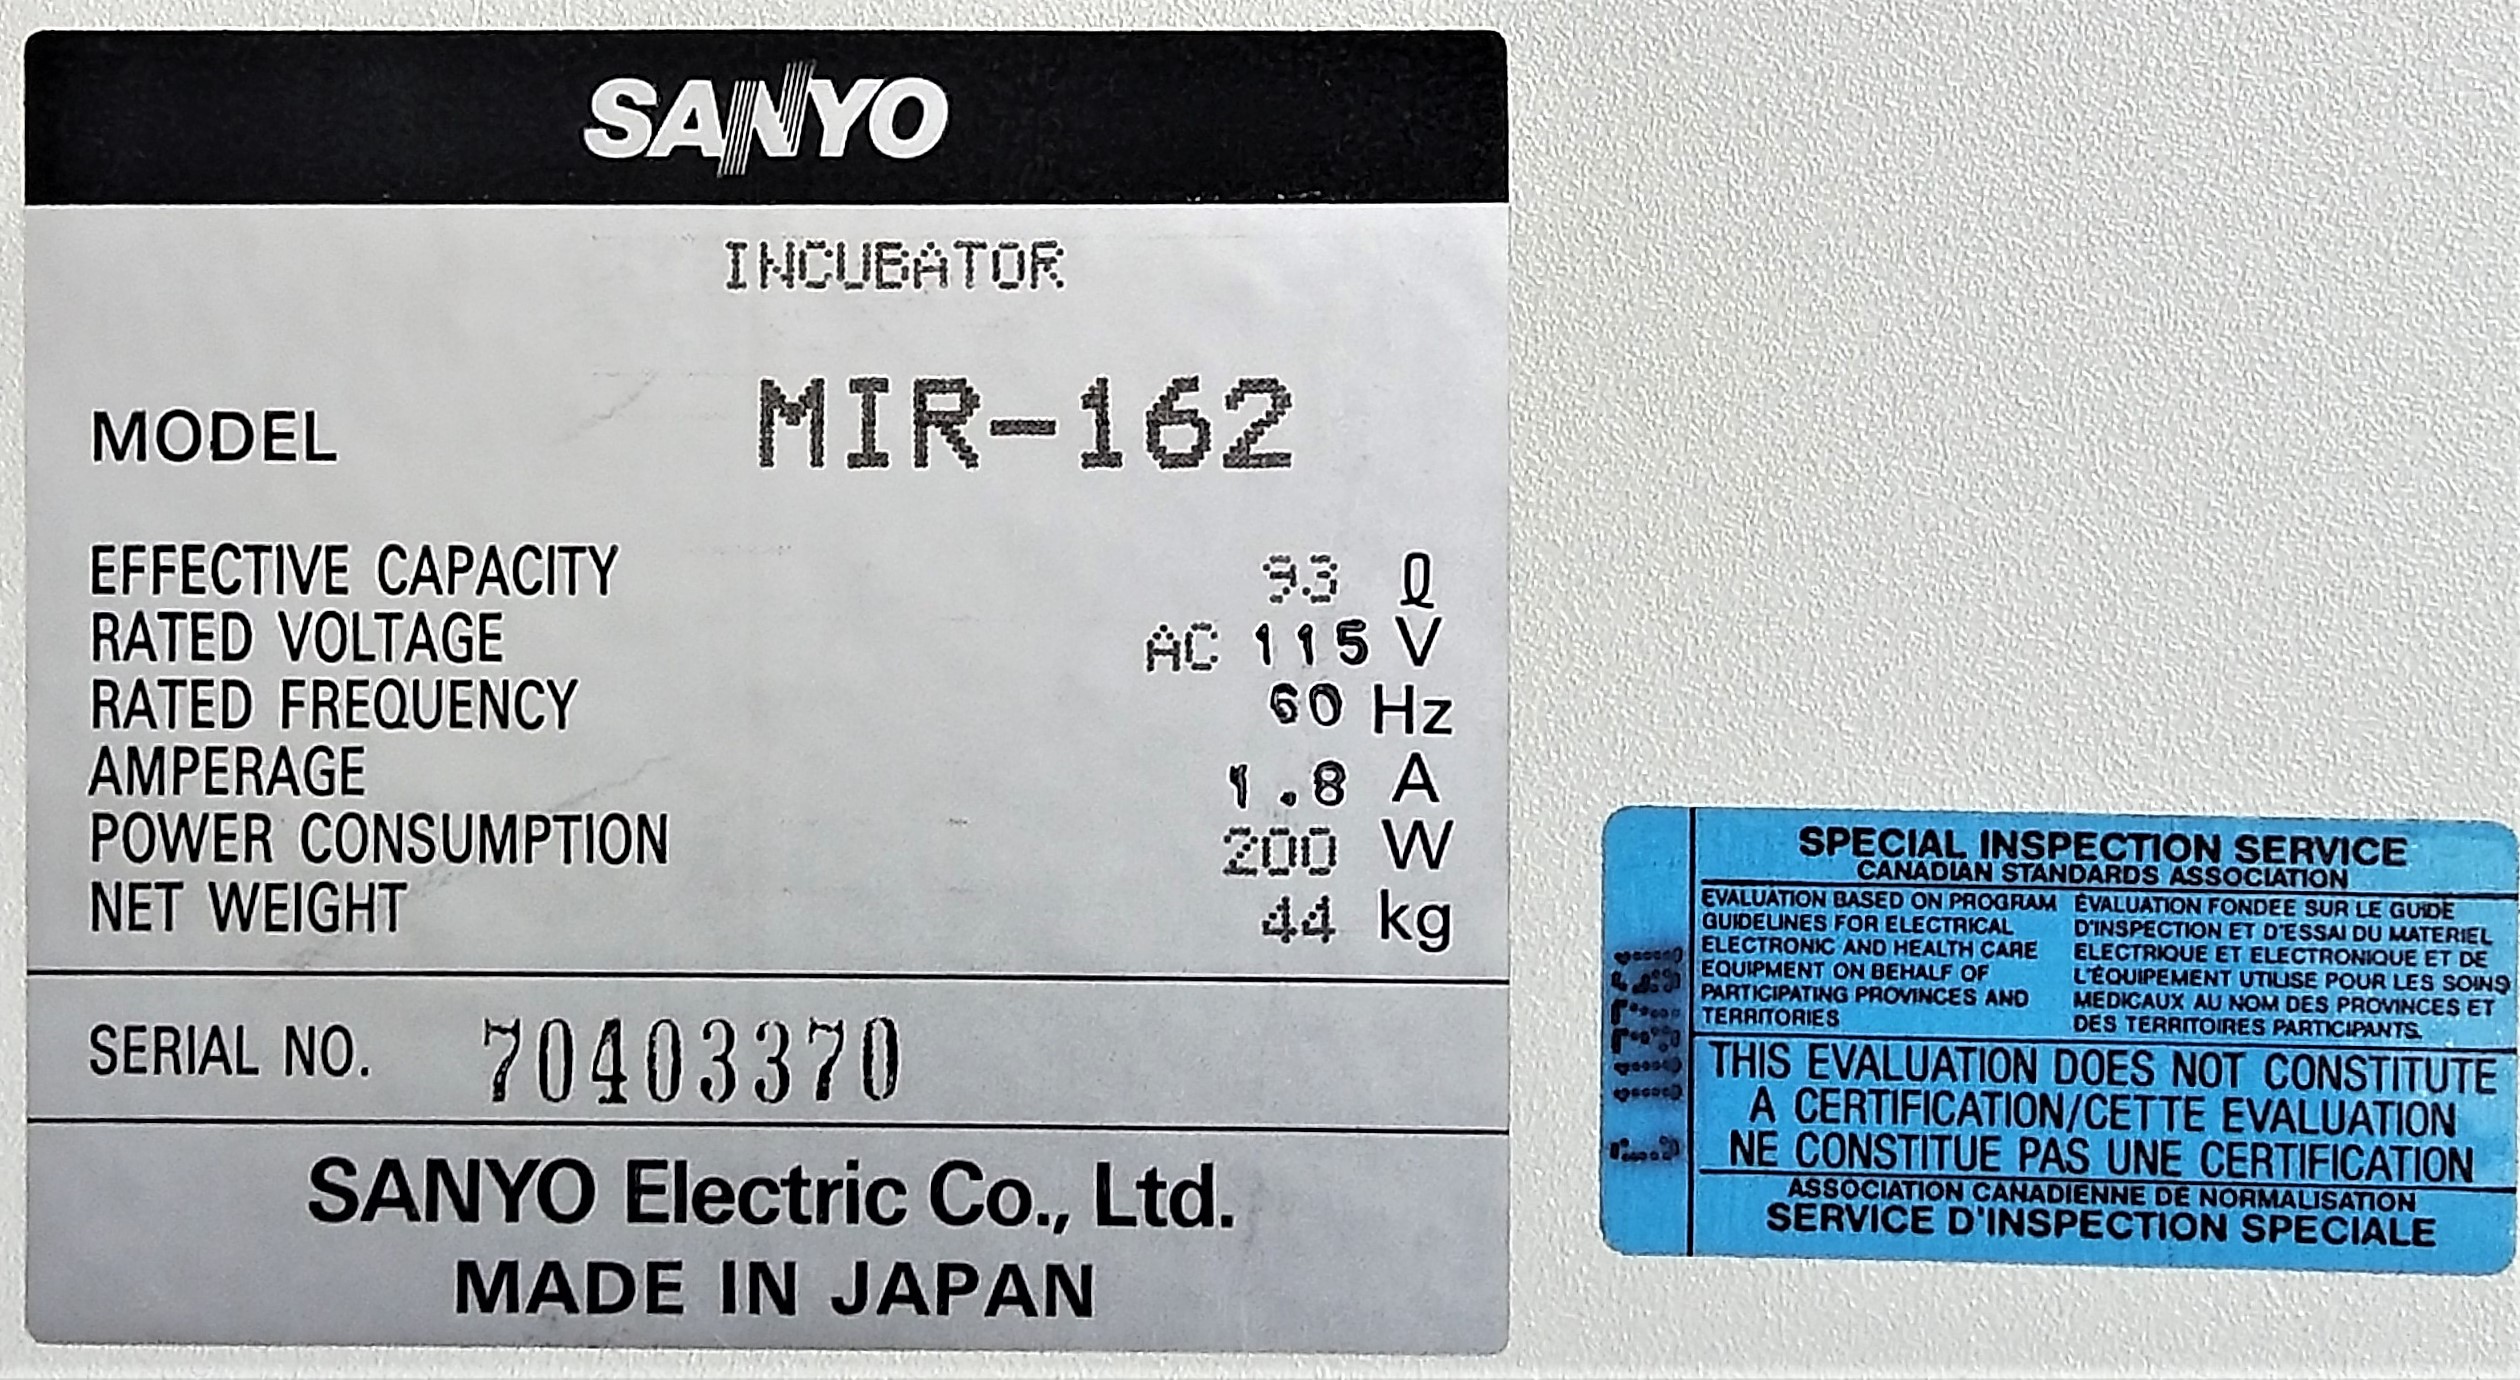 SANYO
INCUBATOR
MODEL MIR-162
EFFECTIVE CAPACITY 93 ℓ
RATED VOLTAGE AC 115 V
RATED FREQUENCY 60 Hz
AMPERAGE 1.8 A
POWER CONSUMPTION 200 W
NET WEIGHT 44 kg
SERIAL NO. 70403370
SANYO Electric Co., Ltd.
MADE IN JAPAN
SPECIAL INSPECTION SERVICE
CANADIAN STANDARDS ASSOCIATION
EVALUATION BASED ON PROGRAM
GUIDELINES FOR ELECTRICAL
ELECTRONIC AND HEALTH CARE
EQUIPMENT ON BEHALF OF
PARTICIPATING PROVINCES AND
TERRITORIES
ÉVALUATION FONDEE SUR LE GUIDE
D'INSPECTION ET D'ESSAI DU MATERIEL
ELECTRIQUE ET ELECTRONIQUE ET DE
L'ÉQUIPEMENT UTILISE POUR LES SOINS
MEDICAUX AU NOM DES PROVINCES ET
DES TERRITOIRES PARTICIPANTS.
THIS EVALUATION DOES NOT CONSTITUTE
A CERTIFICATION/CETTE EVALUATION
NE CONSTITUE PAS UNE CERTIFICATION
ASSOCIATION CANADIENNE DE NORMALISATION
SERVICE D'INSPECTION SPECIALE